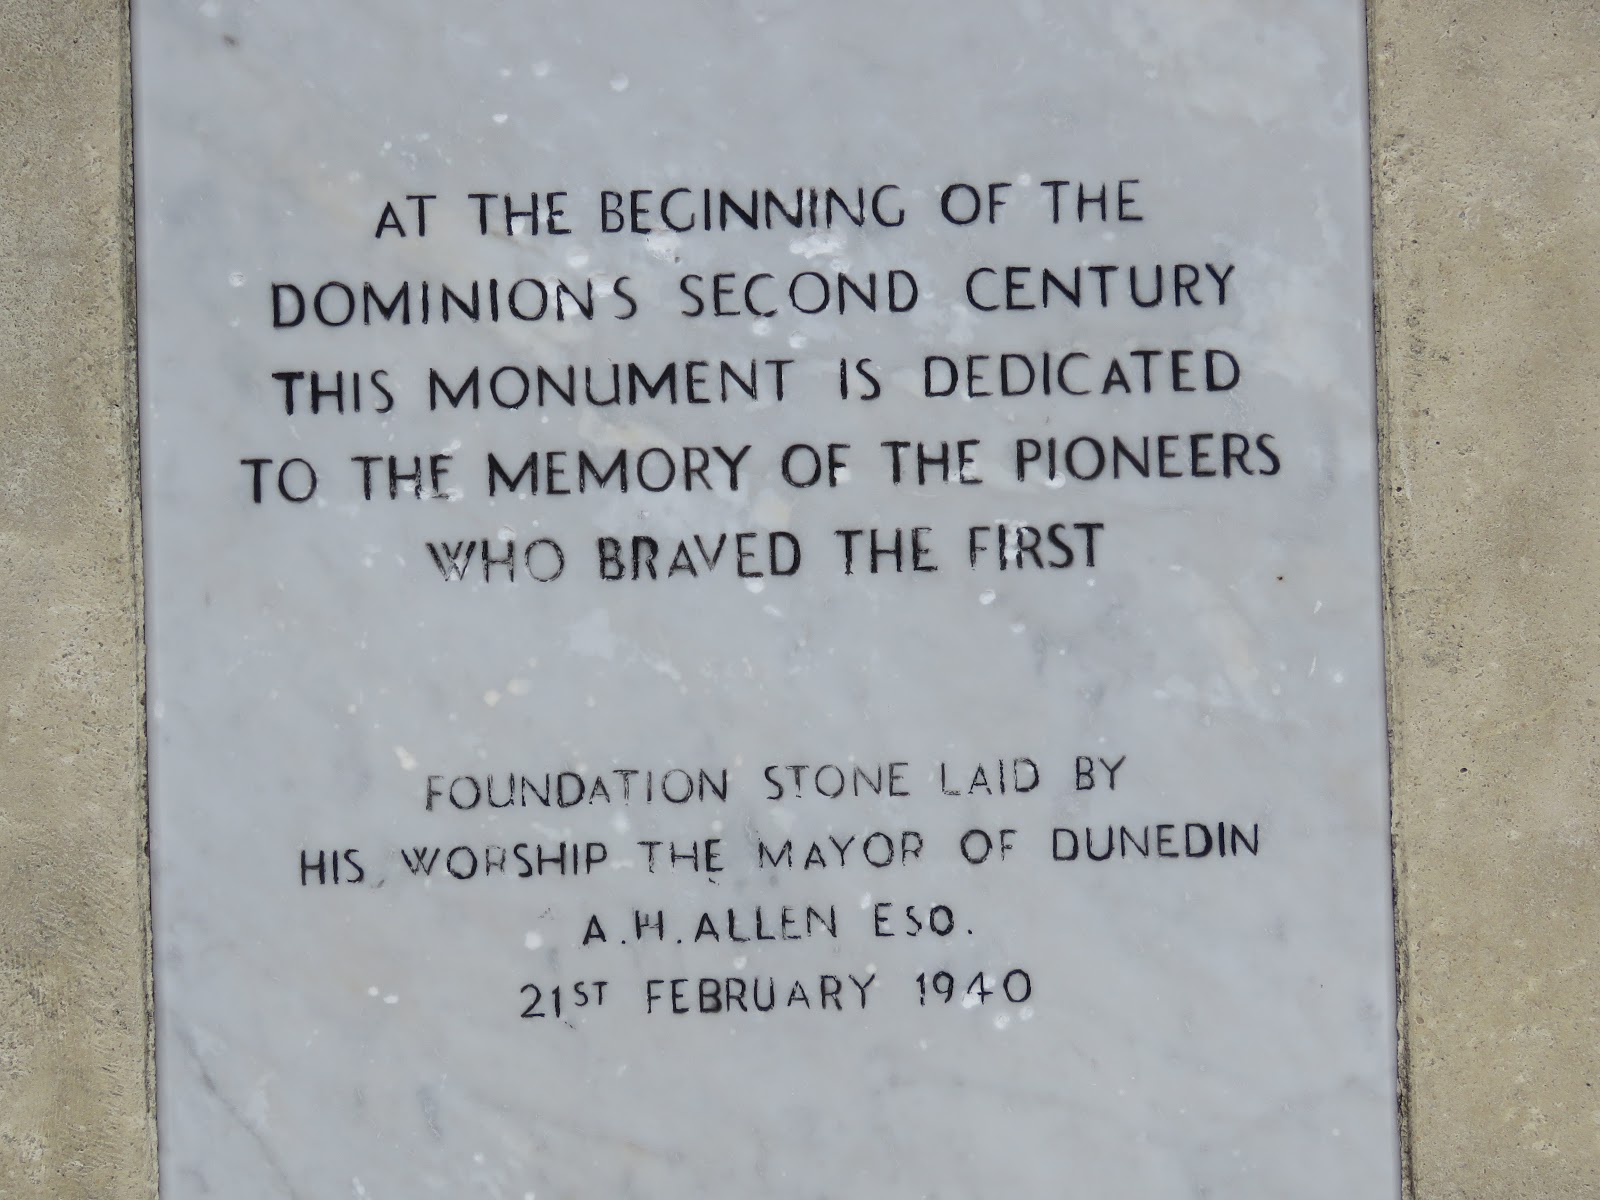 AT THE BEGINNING OF THE
DOMINIONS SECOND CENTURY
THIS MONUMENT IS DEDICATED
TO THE MEMORY OF THE PIONEERS
WHO BRAVED THE FIRST
FOUNDATION STONE LAID BY
HIS WORSHIP THE MAYOR OF DUNEDIN
A.H.ALLEN ESQ.
21ST FEBRUARY 1940